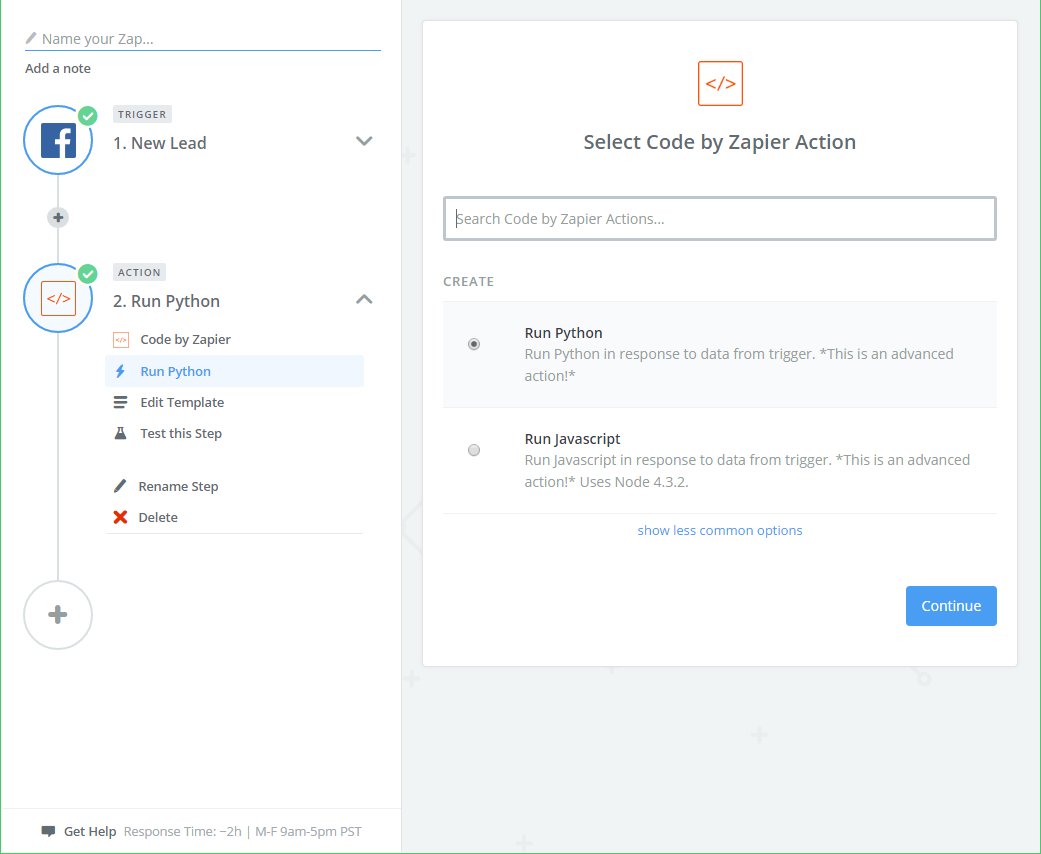 Name your Zap...
Add a note
TRIGGER
1. New Lead
ACTION
2. Run Python
</>
Code by Zapier
Run Python
Edit Template
Test this Step
Rename Step
Delete
Get Help Response Time: ~2h | M-F 9am-5pm PST
</>
Select Code by Zapier Action
Search Code by Zapier Actions...
CREATE
Run Python
Run Python in response to data from trigger. *This is an advanced
action!*
Run Javascript
Run Javascript in response to data from trigger. *This is an advanced
action!* Uses Node 4.3.2.
show less common options
Continue